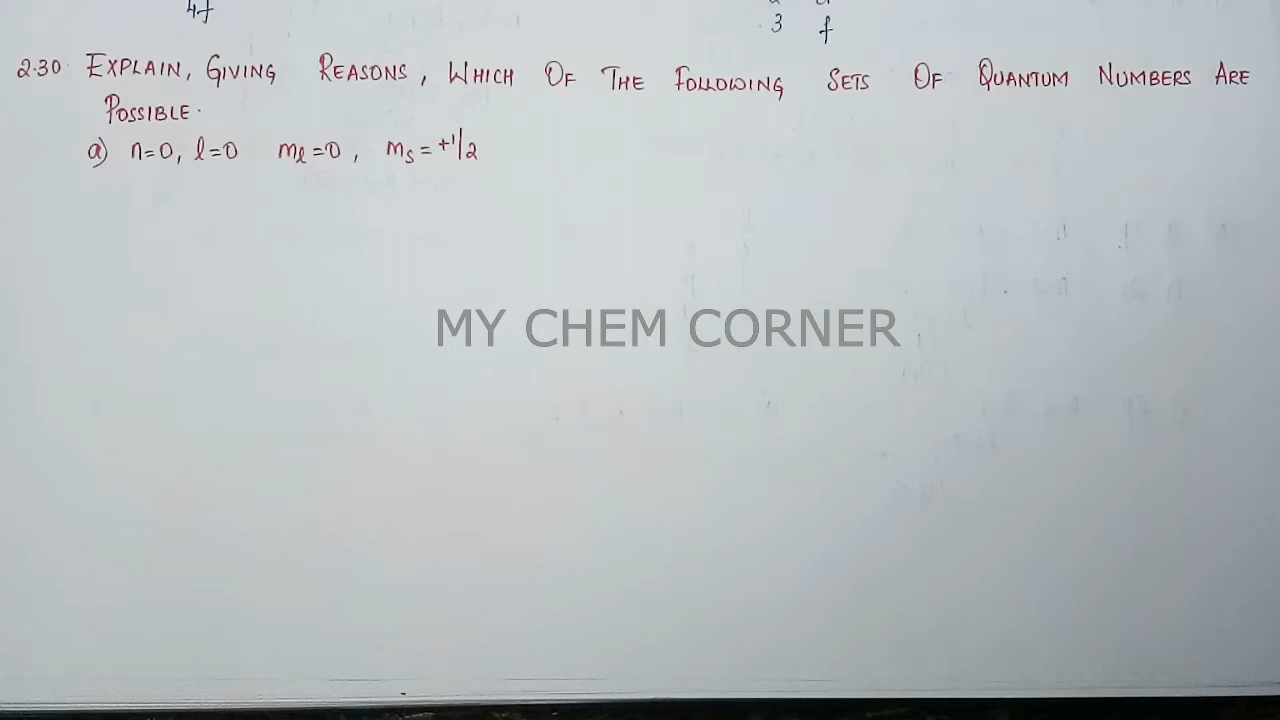 4f
3 f
2.30. EXPLAIN, GIVING REASONS, WHICH OF THE FOLLOWING SETS OF QUANTUM NUMBERS ARE
POSSIBLE.
a) n=0, l=0 ml=0, ms=+1/2
MY CHEM CORNER